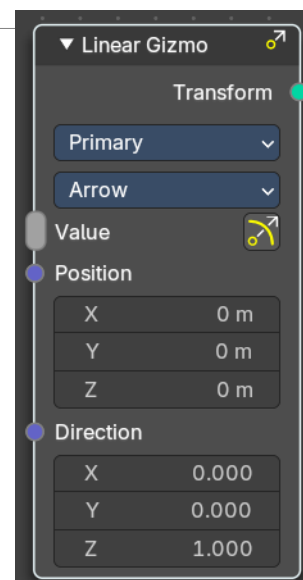 Linear Gizmo
Transform
Primary
Arrow
Value
Position
X 0 m
Y 0 m
Z 0 m
Direction
X 0.000
Y 0.000
Z 1.000